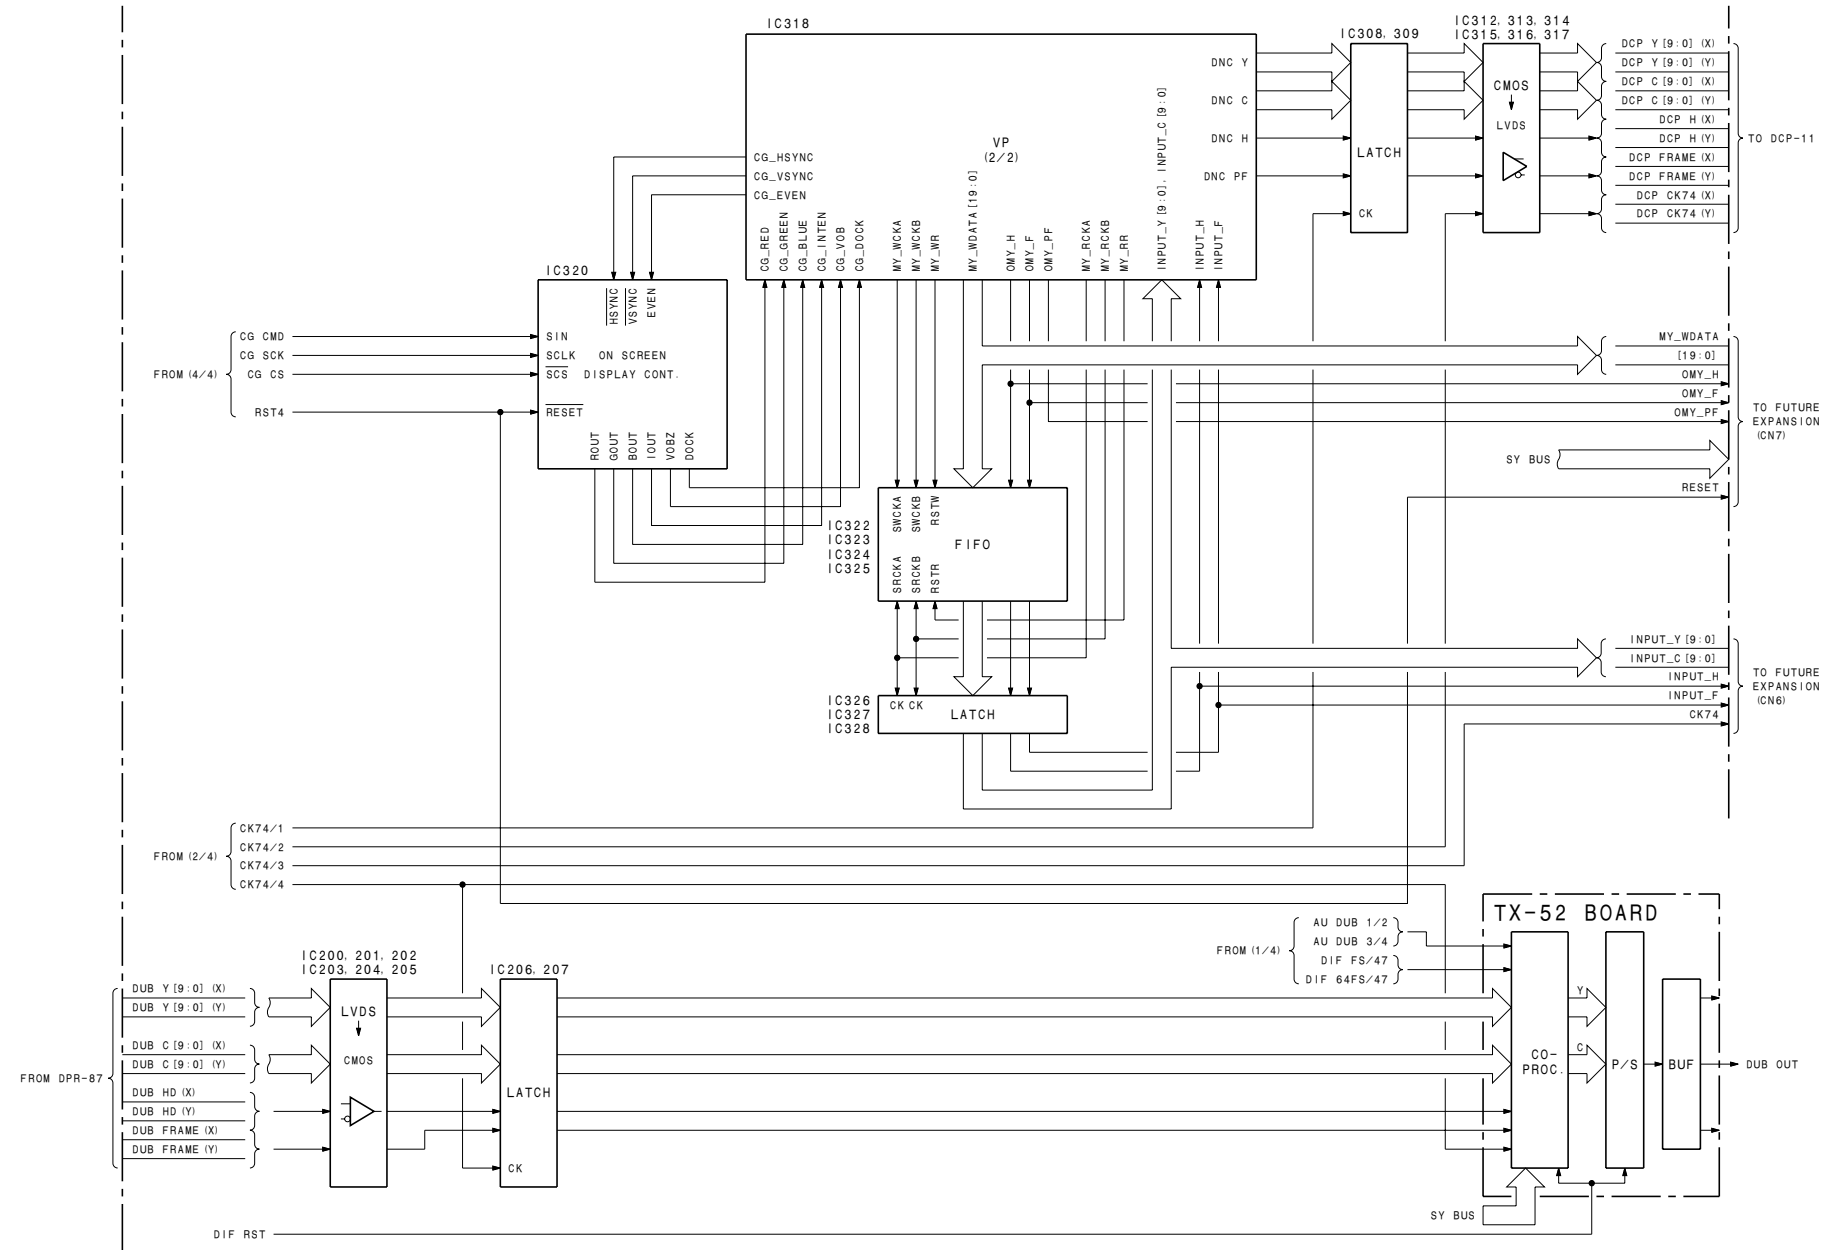 IC318
IC308, 309
IC312, 313, 314
IC315, 316, 317
DNC Y
DNC C
DNC H
DNC PF
VP
(2/2)
CG_HSYNC
CG_VSYNC
CG_EVEN
CG_RED
CG_GREEN
CG_BLUE
CG_INTEN
CG_VOB
CG_DOCK
MY_WCKA
MY_WCKB
MY_WR
MY_WDATA [19:0]
OMY_H
OMY_F
OMY_PF
MY_RCKA
MY_RCKB
MY_RR
INPUT_Y [9:0], INPUT_C [9:0]
INPUT_H
INPUT_F
LATCH
CK
CMOS
LVDS
DCP Y [9:0] (X)
DCP Y [9:0] (Y)
DCP C [9:0] (X)
DCP C [9:0] (Y)
DCP H (X)
DCP H (Y)
DCP FRAME (X)
DCP FRAME (Y)
DCP CK74 (X)
DCP CK74 (Y)
TO DCP-11
IC320
HSYNC
VSYNC
EVEN
SIN
SCLK
SCS
RESET
ON SCREEN
DISPLAY CONT.
ROUT
GOUT
BOUT
IOUT
VOBZ
DOCK
FROM (4/4)
CG CMD
CG SCK
CG CS
RST4
MY_WDATA
[19:0]
OMY_H
OMY_F
OMY_PF
SY BUS
RESET
TO FUTURE
EXPANSION
(CN7)
IC322
IC323
IC324
IC325
SWCKA
SWCKB
RSTW
FIFO
SRCKA
SRCKB
RSTR
IC326
IC327
IC328
CK CK
LATCH
INPUT_Y [9:0]
INPUT_C [9:0]
INPUT_H
INPUT_F
CK74
TO FUTURE
EXPANSION
(CN6)
FROM (2/4)
CK74/1
CK74/2
CK74/3
CK74/4
TX-52 BOARD
FROM (1/4)
AU DUB 1/2
AU DUB 3/4
DIF FS/47
DIF 64FS/47
IC200, 201, 202
IC203, 204, 205
IC206, 207
FROM DPR-87
DUB Y [9:0] (X)
DUB Y [9:0] (Y)
DUB C [9:0] (X)
DUB C [9:0] (Y)
DUB HD (X)
DUB HD (Y)
DUB FRAME (X)
DUB FRAME (Y)
LVDS
CMOS
LATCH
CK
CO-
PROC.
Y
C
P/S
BUF
DUB OUT
SY BUS
DIF RST